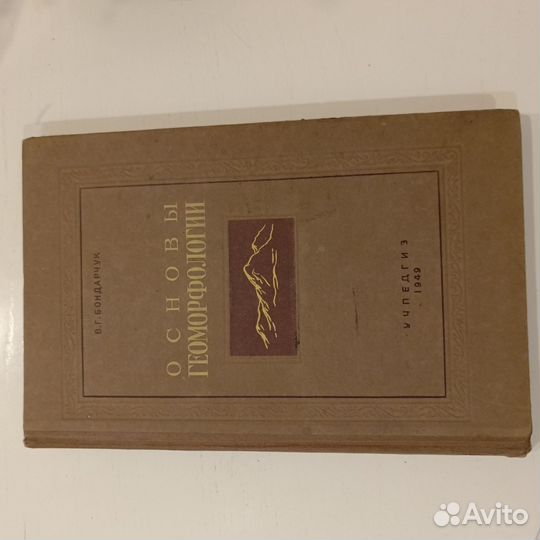 В.Г. БОНДАРЧУК
ОСНОВЫ
ГЕОМОРФОЛОГИИ
УЧПЕДГИЗ
1949
Avito